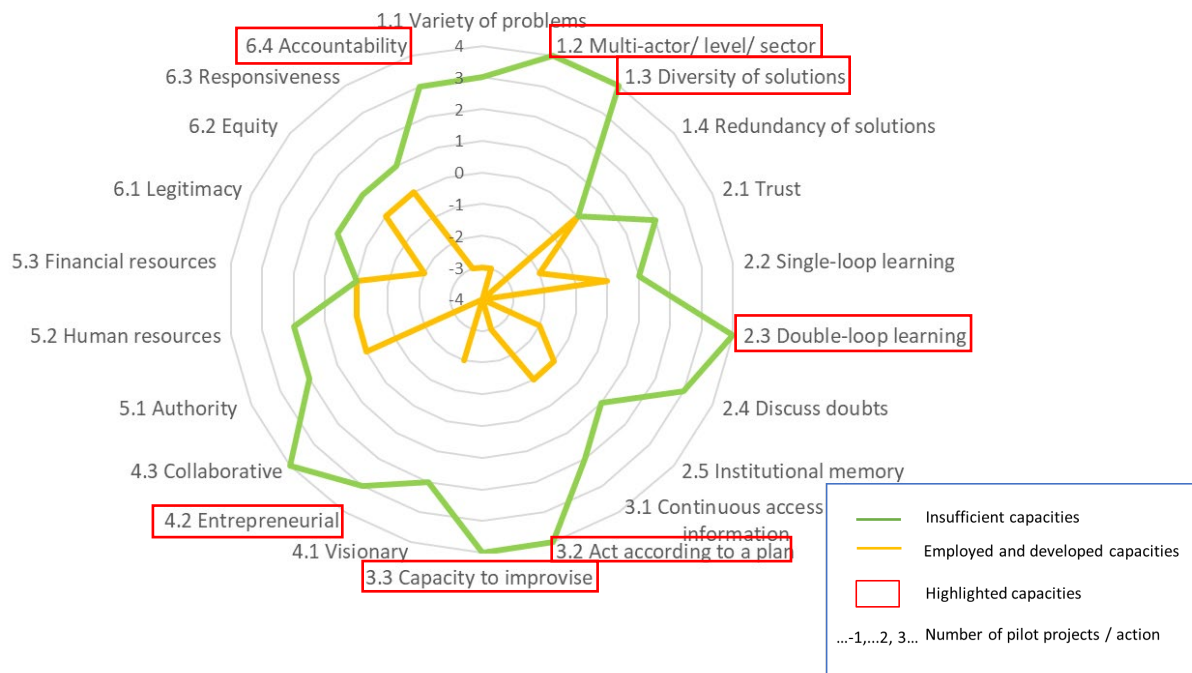 1.1 Variety of problems
1.2 Multi-actor/ level/ sector
1.3 Diversity of solutions
1.4 Redundancy of solutions
2.1 Trust
2.2 Single-loop learning
2.3 Double-loop learning
2.4 Discuss doubts
2.5 Institutional memory
3.1 Continuous access
information
3.2 Act according to a plan
3.3 Capacity to improvise
4.1 Visionary
4.2 Entrepreneurial
4.3 Collaborative
5.1 Authority
5.2 Human resources
5.3 Financial resources
6.1 Legitimacy
6.2 Equity
6.3 Responsiveness
6.4 Accountability
4
3
2
1
0
-1
-2
-3
-4
Insufficient capacities
Employed and developed capacities
Highlighted capacities
...-1,...2, 3... Number of pilot projects / action